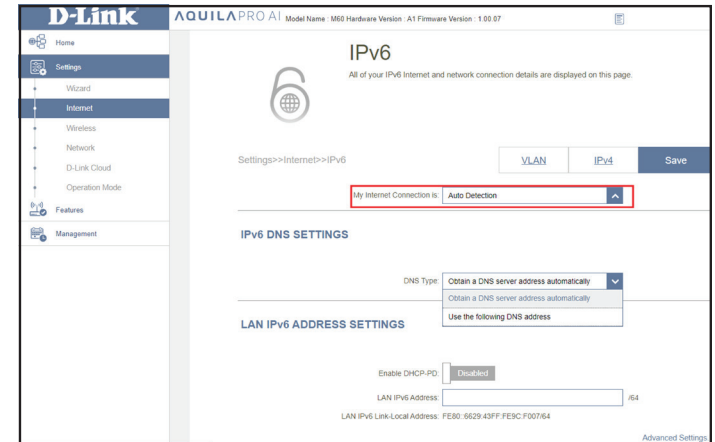 D-Link
AQUILA PRO AI Model Name : M60 Hardware Version : A1 Firmware Version : 1.00.07
Home
Settings
Wizard
Internet
Wireless
Network
D-Link Cloud
Operation Mode
Features
Management
IPv6
All of your IPv6 Internet and network connection details are displayed on this page.
Settings>>Internet>>IPv6
VLAN
IPv4
Save
My Internet Connection is: Auto Detection
IPv6 DNS SETTINGS
DNS Type: Obtain a DNS server address automatically
Obtain a DNS server address automatically
Use the following DNS address
LAN IPv6 ADDRESS SETTINGS
Enable DHCP-PD: Disabled
LAN IPv6 Address: /64
LAN IPv6 Link-Local Address: FE80::6629:43FF:FE9C:F007/64
Advanced Settings